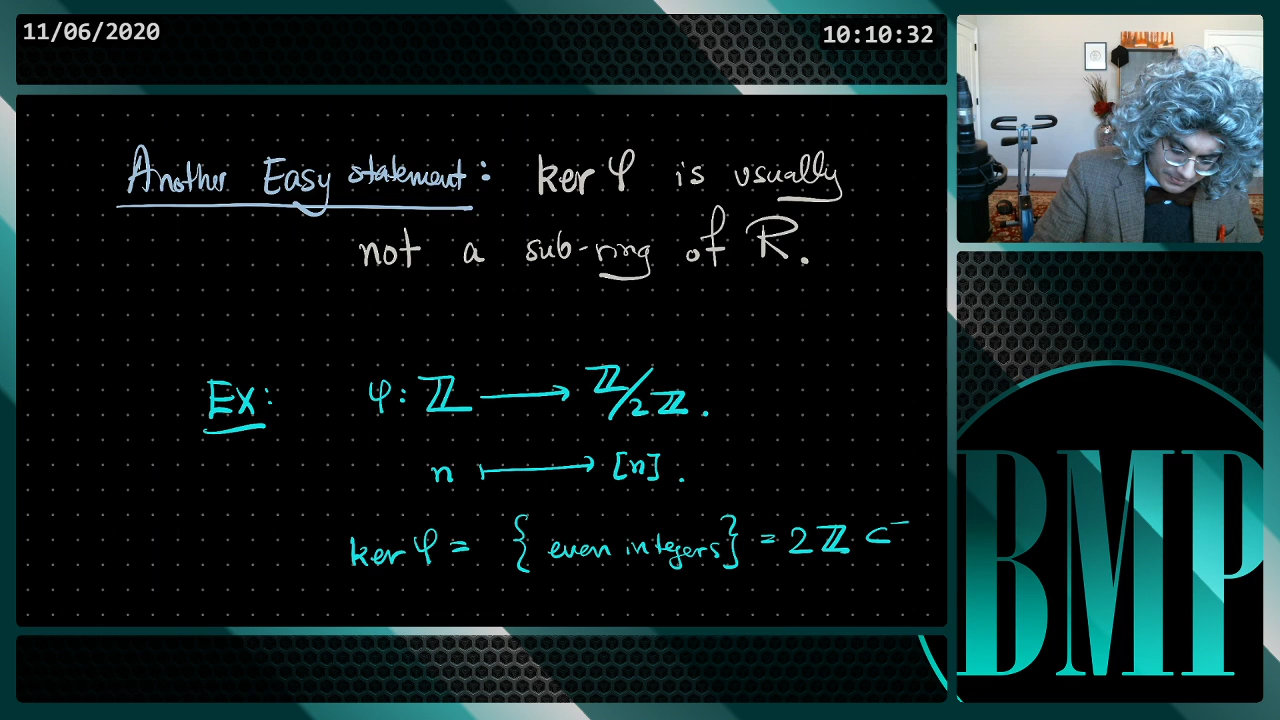 11/06/2020
10:10:32
Another Easy statement: ker φ is usually
not a sub-ring of R.
Ex: φ: ℤ ⟶ ℤ/2ℤ.
n ⟼ [n].
ker φ = { even integers } = 2ℤ ⊂
BMP